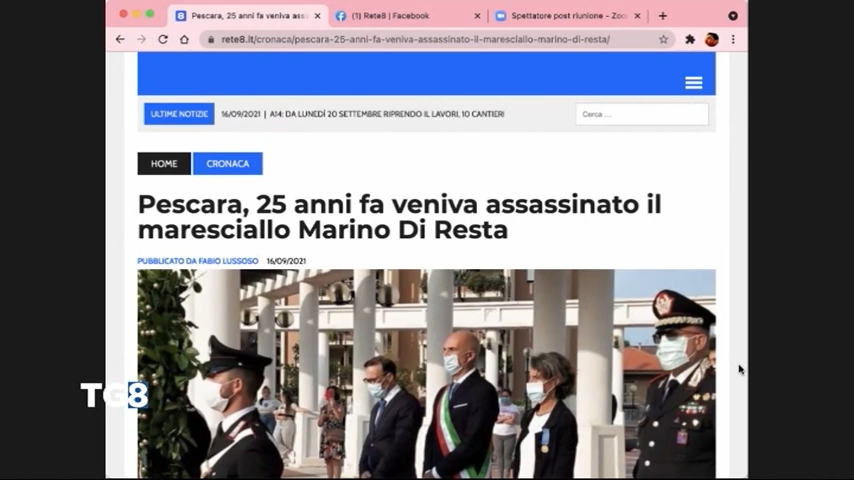 Pescara, 25 anni fa veniva ass
(1) Rete8 | Facebook
Spettatore post riunione - Zoo
rete8.it/cronaca/pescara-25-anni-fa-veniva-assassinato-il-maresciallo-marino-di-resta/
ULTIME NOTIZIE
16/09/2021 | A14: DA LUNEDÌ 20 SETTEMBRE RIPRENDO IL LAVORI, 10 CANTIERI
Cerca ...
HOME
CRONACA
Pescara, 25 anni fa veniva assassinato il
maresciallo Marino Di Resta
PUBBLICATO DA FABIO LUSSOSO 16/09/2021
TG8